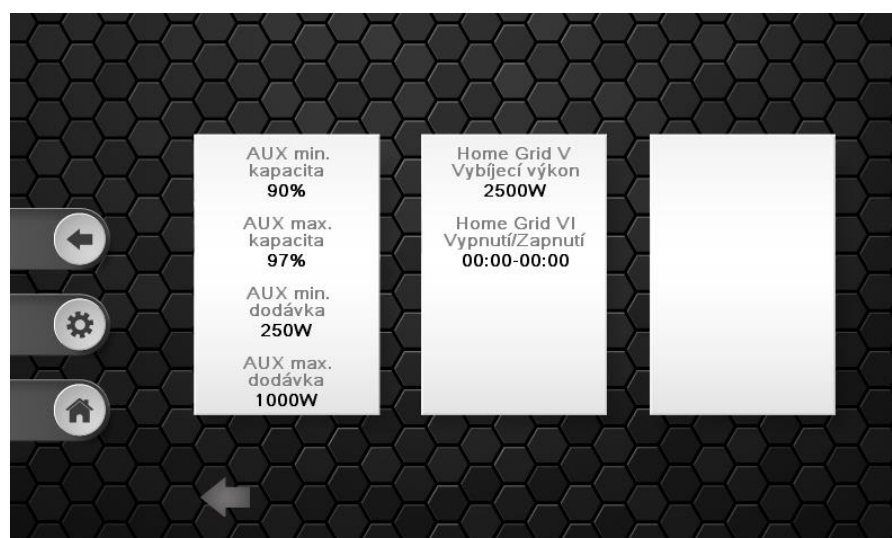 AUX min.
kapacita
90%
AUX max.
kapacita
97%
AUX min.
dodávka
250W
AUX max.
dodávka
1000W
Home Grid V
Vybíjecí výkon
2500W
Home Grid VI
Vypnutí/Zapnutí
00:00-00:00